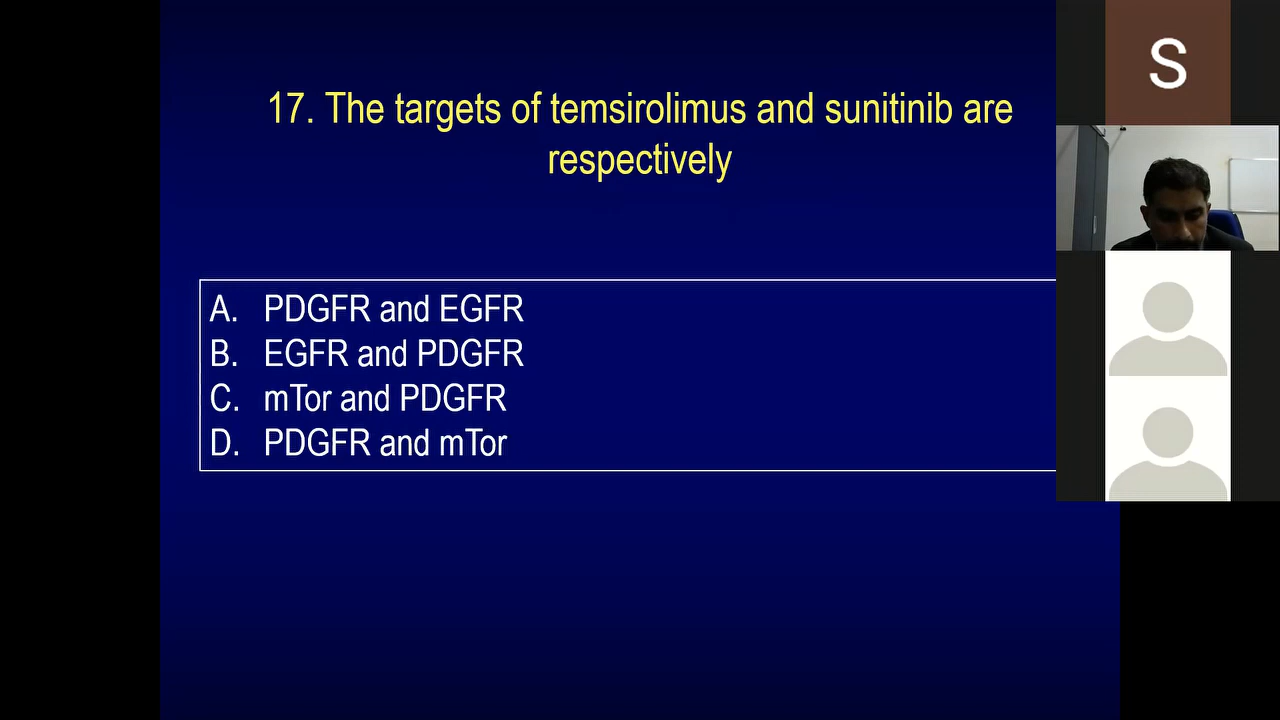 17. The targets of temsirolimus and sunitinib are
respectively
A. PDGFR and EGFR
B. EGFR and PDGFR
C. mTor and PDGFR
D. PDGFR and mTor
S